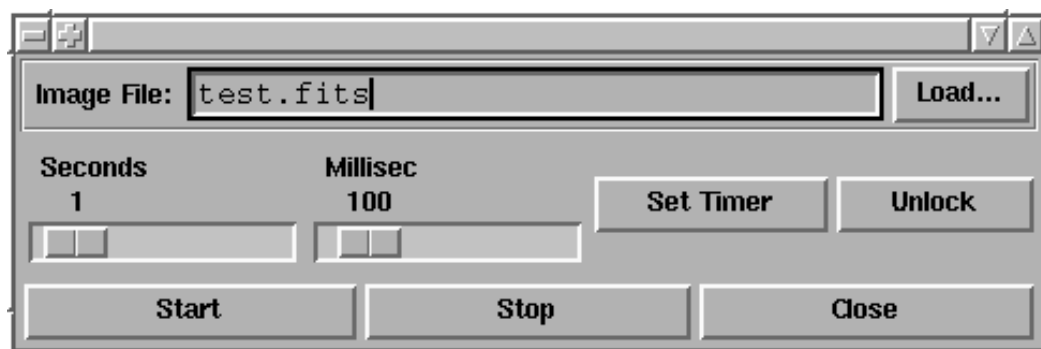 Image File: test.fits Load...
Seconds Millisec
1 100 Set Timer Unlock
Start Stop Close